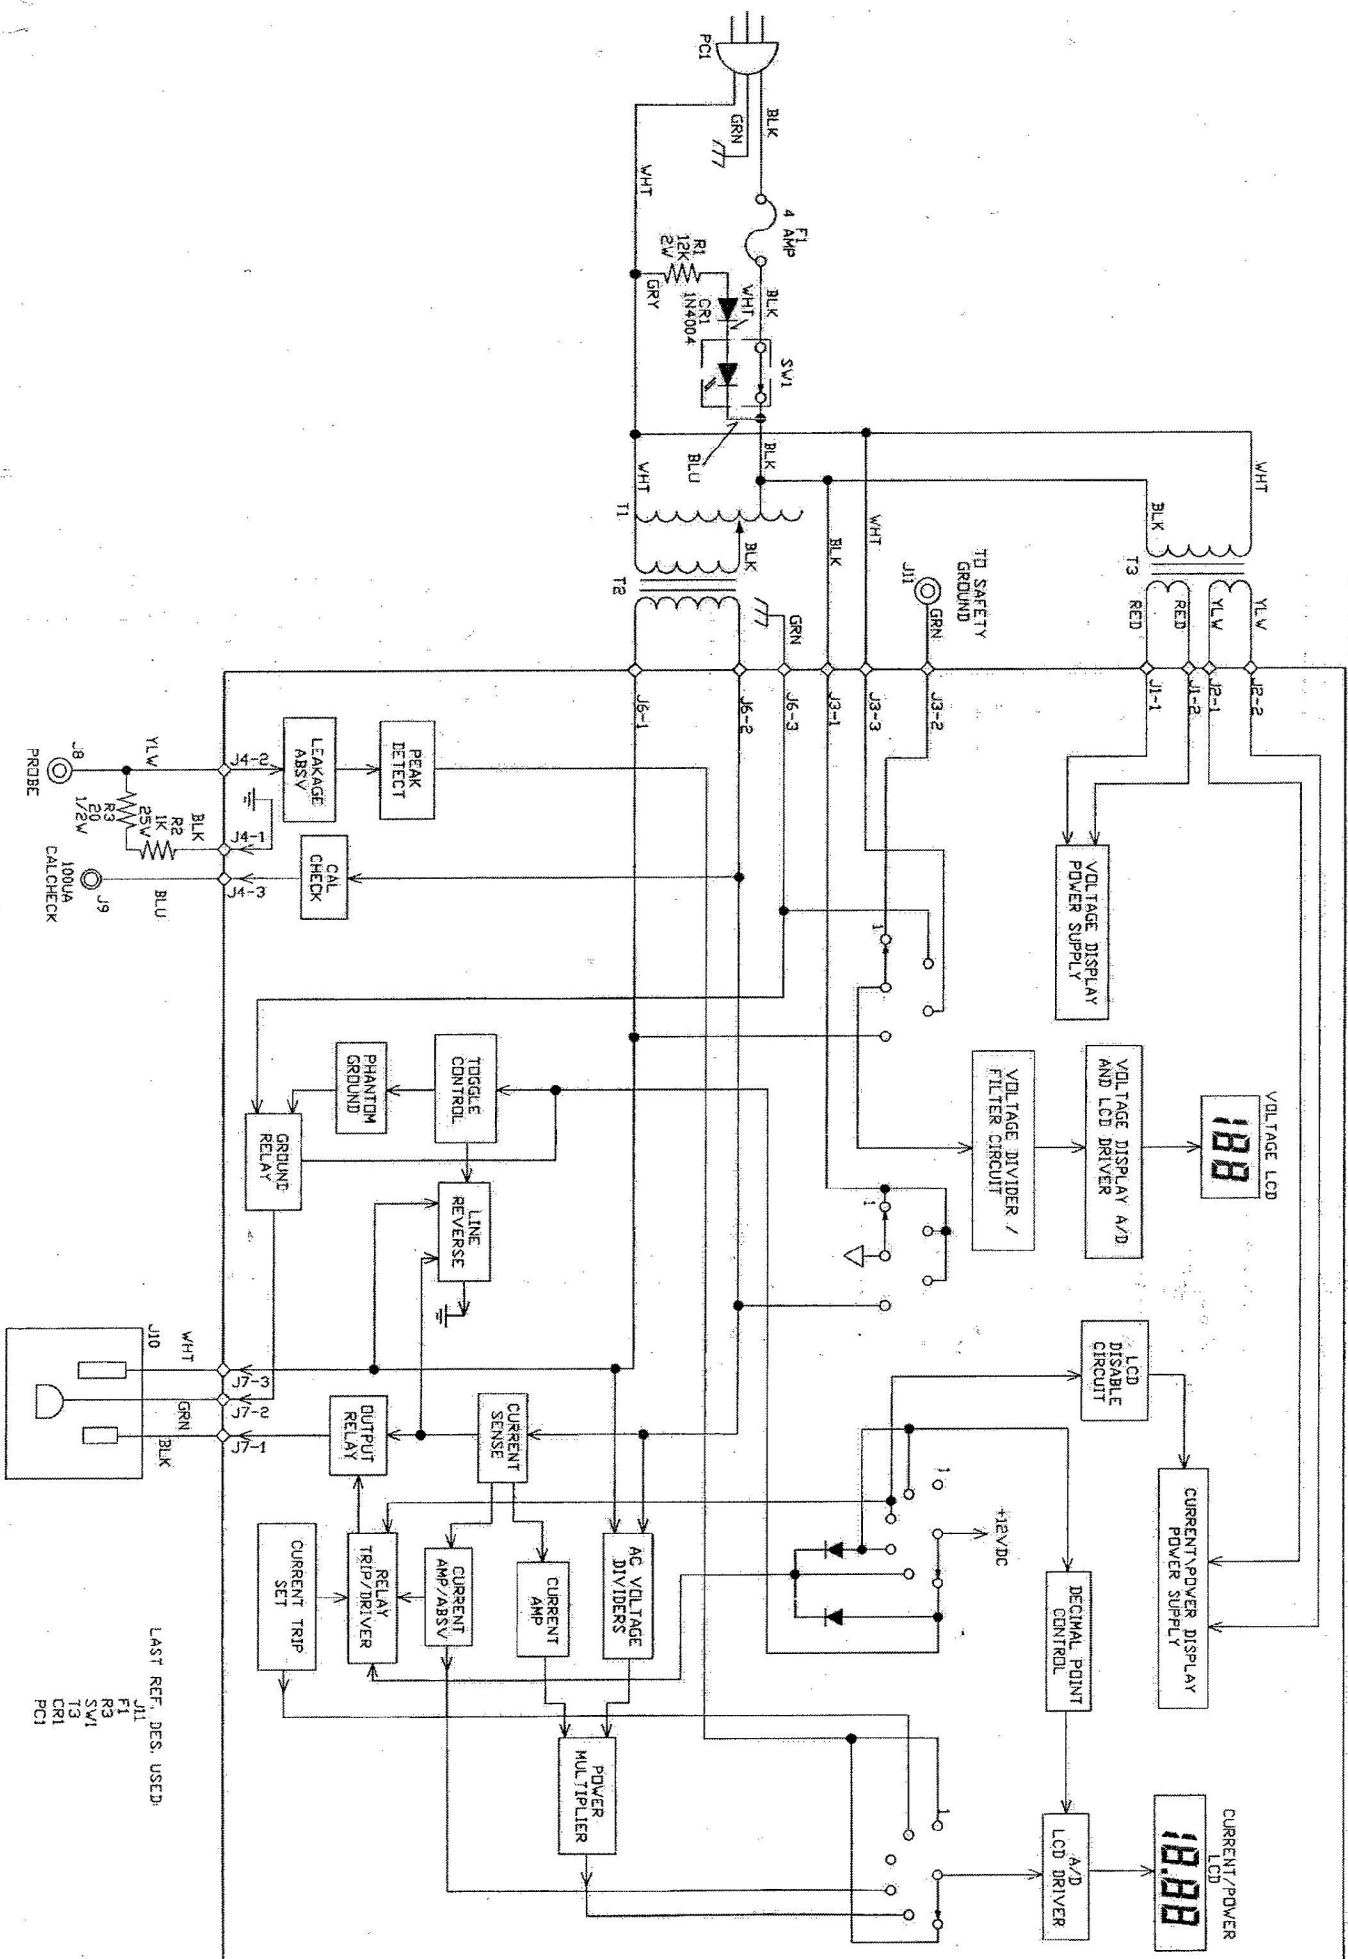 PC1
BLK
GRN
WHT
F1
4 AMP
BLK
R1
12K
2W
GRY
WHT
CR1
1N4004
SW1
BLU
BLK
WHT
WHT
BLK
T3
RED
RED
YLW
YLW
T1
BLK
T2
BLK
WHT
TO SAFETY
GROUND
J11
GRN
GRN
J2-2
J2-1
J1-2
J1-1
J3-2
J3-3
J3-1
J6-3
J6-2
J6-1
VOLTAGE DISPLAY
POWER SUPPLY
PEAK
DETECT
LEAKAGE
ABSV
CAL
CHECK
J4-2
J4-1
J4-3
YLW
J8
PROBE
BLK
R2
1K
25W
R3
20
1/2W
BLU
J9
100UA
CALCHECK
1
VOLTAGE LCD
188
VOLTAGE DISPLAY A/D
AND LCD DRIVER
VOLTAGE DIVIDER /
FILTER CIRCUIT
TOGGLE
CONTROL
PHANTOM
GROUND
GROUND
RELAY
LINE
REVERSE
1
LCD
DISABLE
CIRCUIT
CURRENT\POWER DISPLAY
POWER SUPPLY
1
+12VDC
DECIMAL POINT
CONTROL
J10
WHT
GRN
BLK
J7-3
J7-2
J7-1
OUTPUT
RELAY
CURRENT
SENSE
AC VOLTAGE
DIVIDERS
CURRENT
AMP
CURRENT
AMP/ABSV
RELAY
TRIP/DRIVER
CURRENT TRIP
SET
POWER
MULTIPLIER
1
A/D
LCD DRIVER
CURRENT/POWER
LCD
18.88
LAST REF. DES. USED:
J11
F1
R3
SW1
T3
CR1
PC1